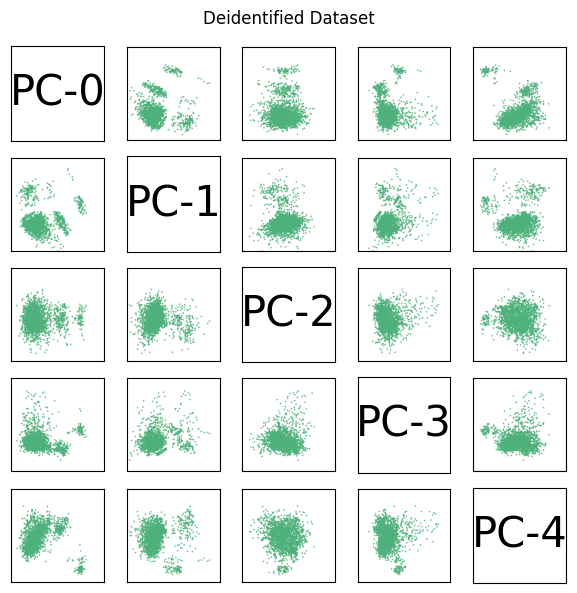 Deidentified Dataset
PC-0
PC-1
PC-2
PC-3
PC-4